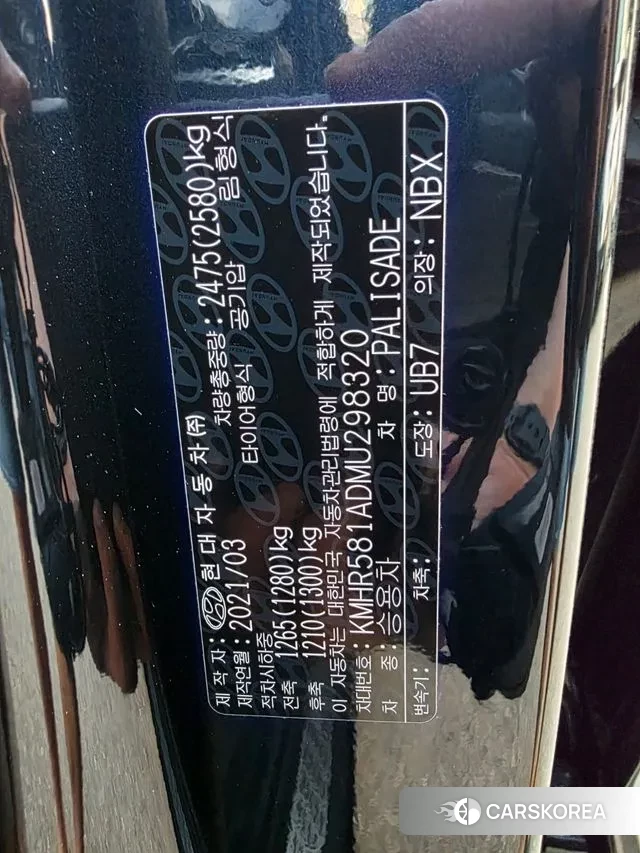 제 작 자: 현대자동차㈜ 차량총중량: 2475(2580)kg
제작연월: 2021/03 타이어형식 공기압 림형식
적차시하중
전축 1265(1280)kg
후축 1210(1300)kg
이 자동차는 대한민국 자동차관리법령에 적합하게 제작되었습니다.
차대번호: KMHR581ADMU298320
차 종: 승용차 차 명: PALISADE
변속기: 차축: 도장: UB7 의장: NBX
CARSKOREA